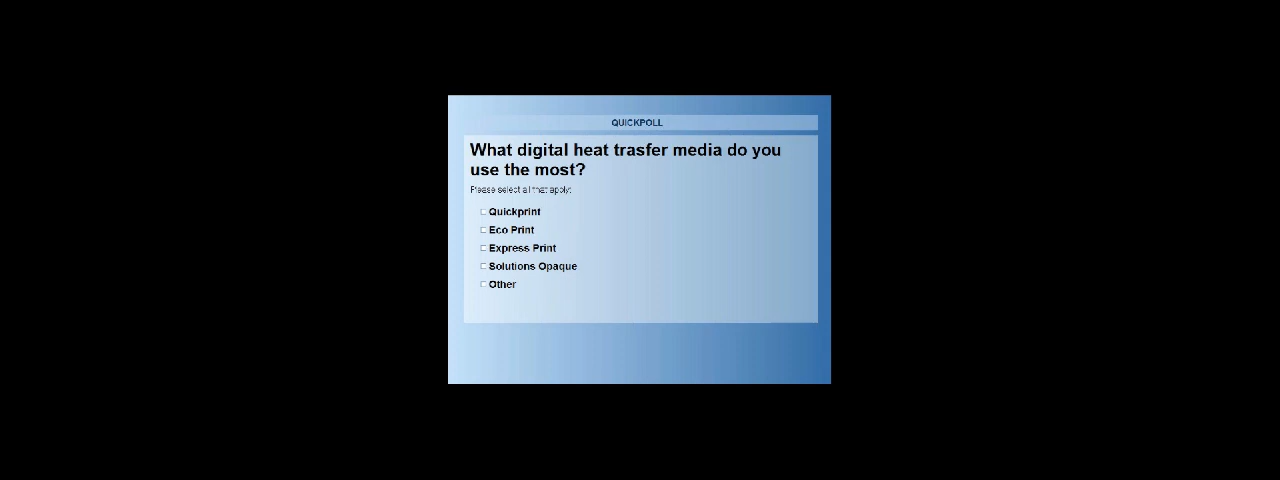 QUICKPOLL
What digital heat trasfer media do you
use the most?
Please select all that apply:
Quickprint
Eco Print
Express Print
Solutions Opaque
Other